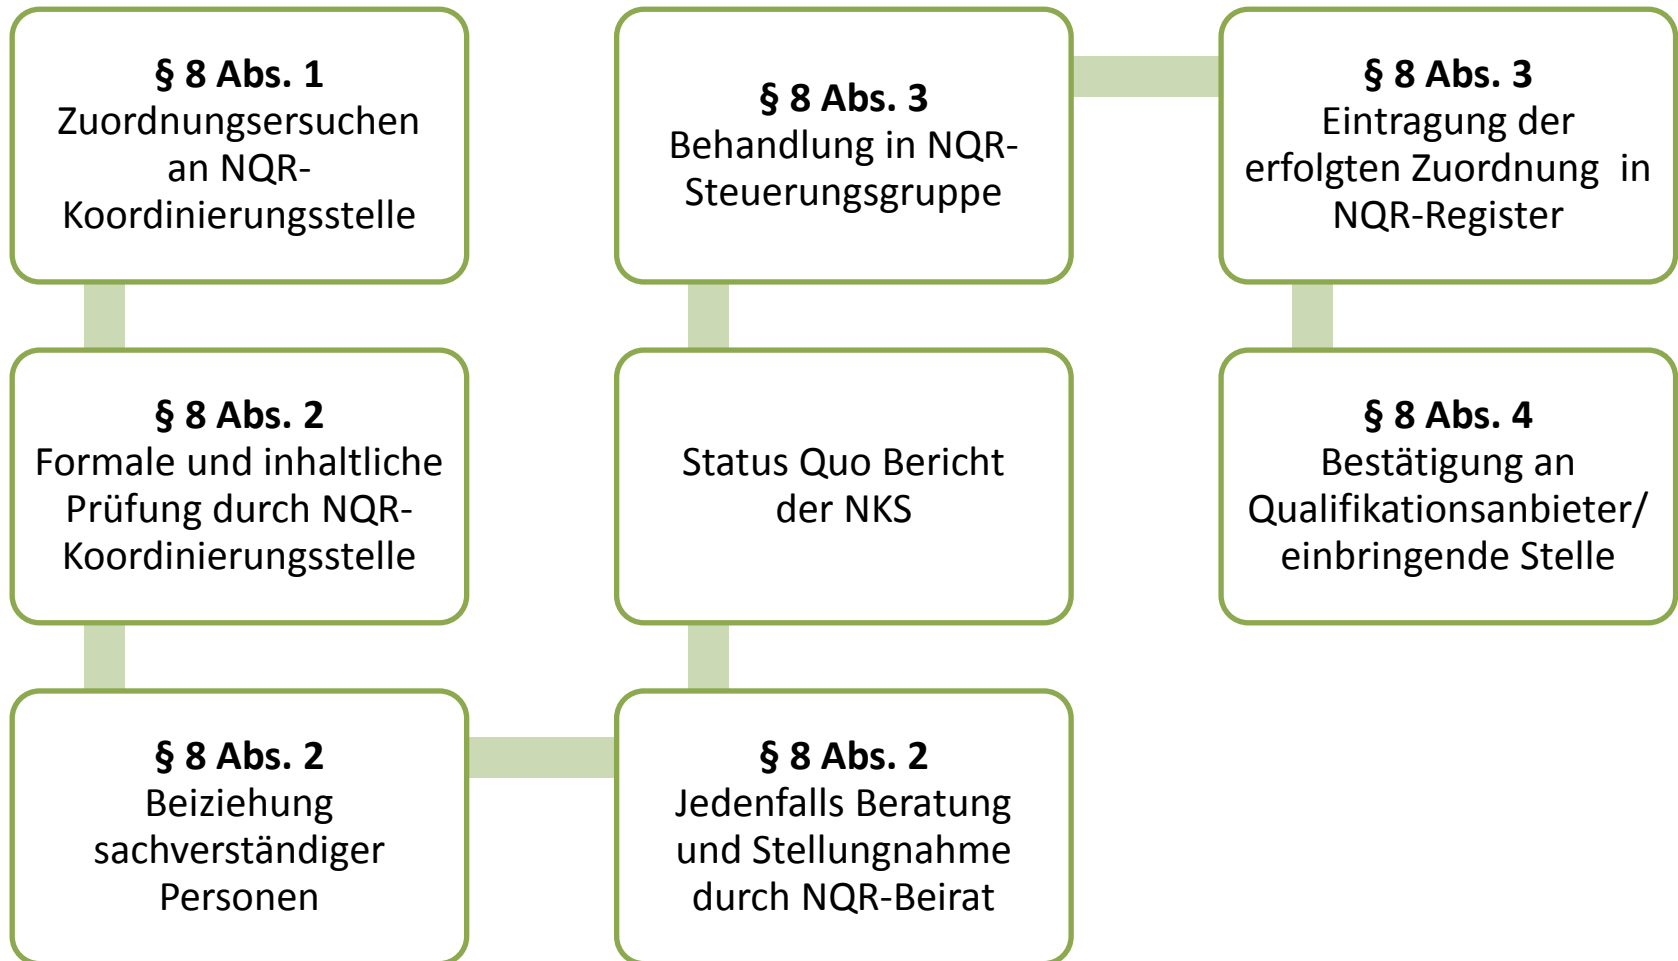 § 8 Abs. 1
Zuordnungsersuchen
an NQR-
Koordinierungsstelle
§ 8 Abs. 2
Formale und inhaltliche
Prüfung durch NQR-
Koordinierungsstelle
§ 8 Abs. 2
Beiziehung
sachverständiger
Personen
§ 8 Abs. 2
Jedenfalls Beratung
und Stellungnahme
durch NQR-Beirat
Status Quo Bericht
der NKS
§ 8 Abs. 3
Behandlung in NQR-
Steuerungsgruppe
§ 8 Abs. 3
Eintragung der
erfolgten Zuordnung  in
NQR-Register
§ 8 Abs. 4
Bestätigung an
Qualifikationsanbieter/
einbringende Stelle